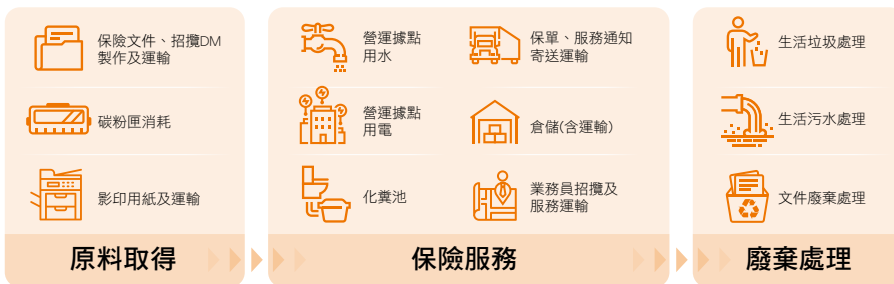 保險文件、招攬DM
製作及運輸
碳粉匣消耗
影印用紙及運輸
原料取得
營運據點
用水
營運據點
用電
化糞池
保單、服務通知
寄送運輸
倉儲(含運輸)
業務員招攬及
服務運輸
保險服務
生活垃圾處理
生活污水處理
文件廢棄處理
廢棄處理